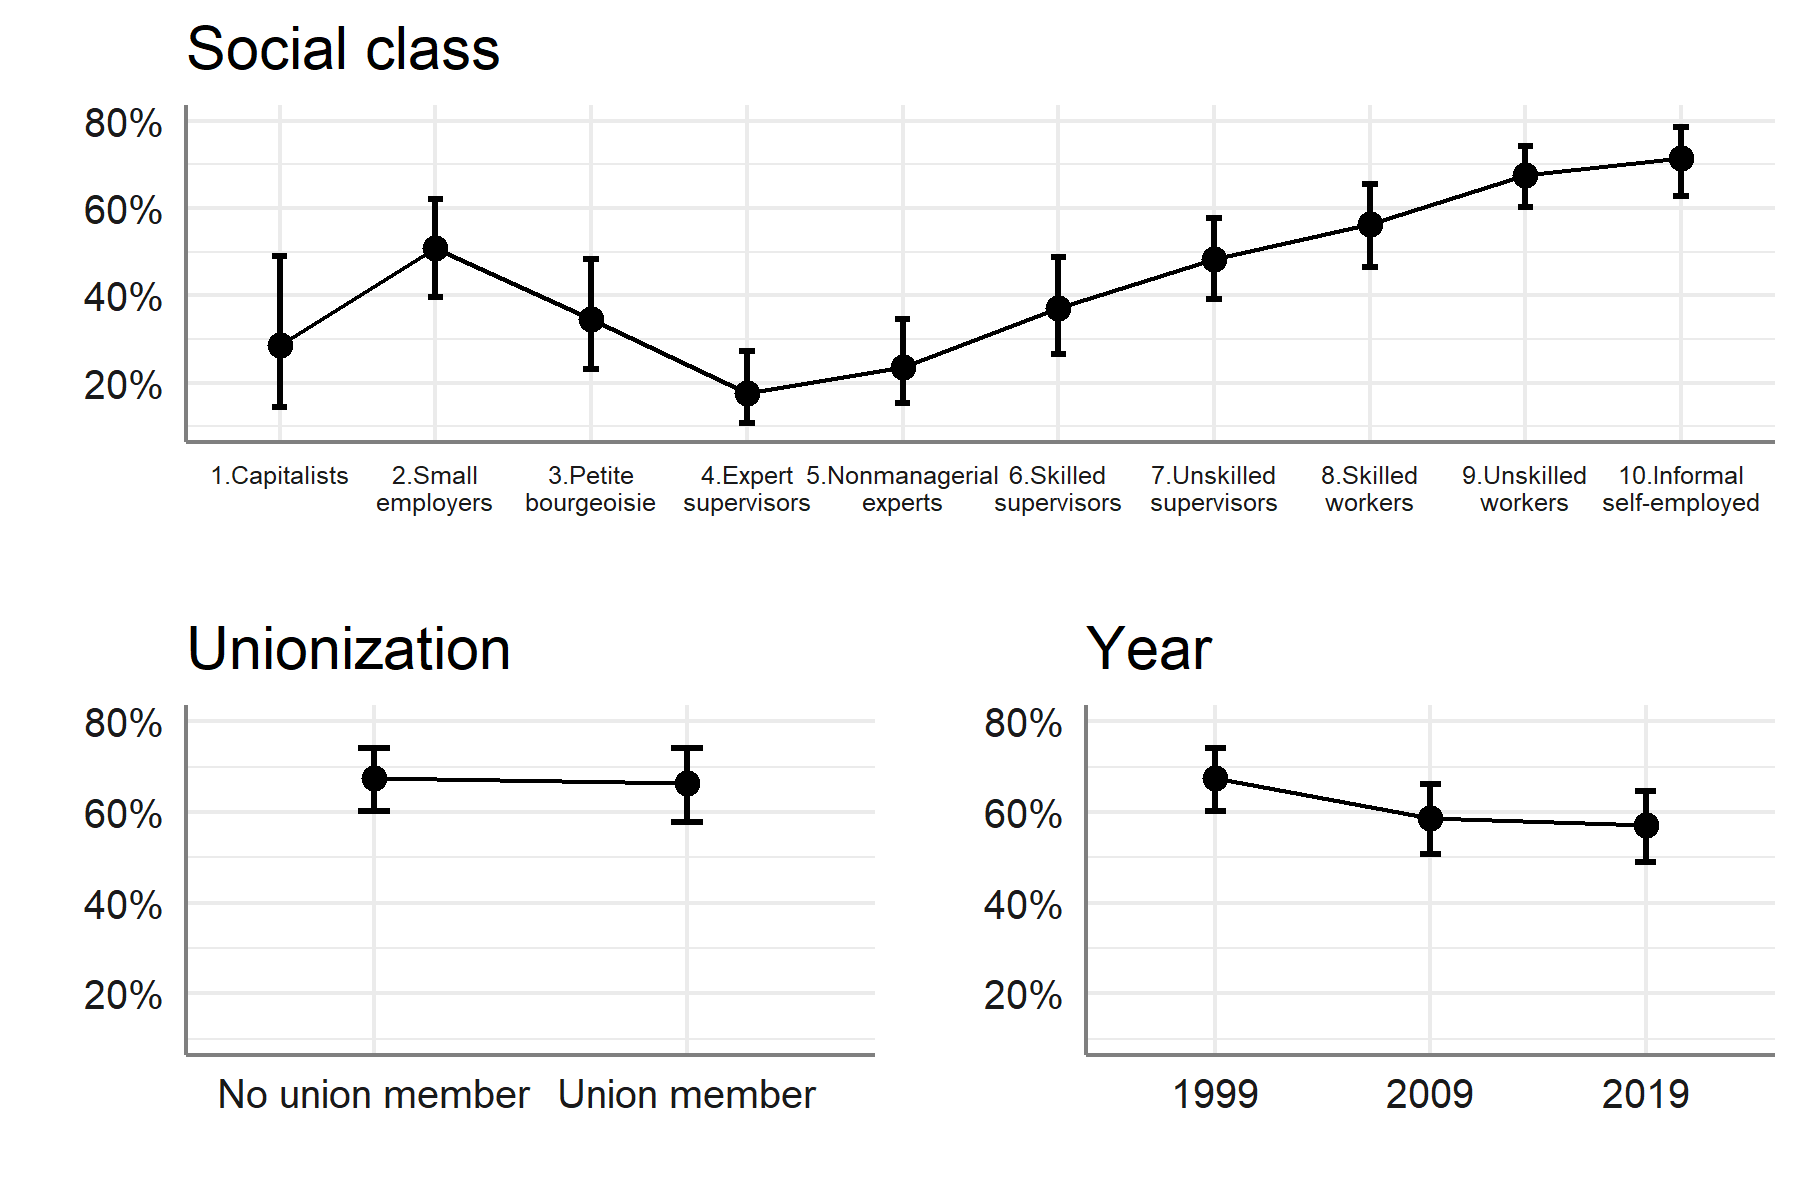 Social class
80%
60%
40%
20%
1.Capitalists 2.Small employers 3.Petite bourgeoisie 4.Expert supervisors 5.Nonmanagerial experts 6.Skilled supervisors 7.Unskilled supervisors 8.Skilled workers 9.Unskilled workers 10.Informal self-employed
Unionization
80%
60%
40%
20%
No union member Union member
Year
80%
60%
40%
20%
1999 2009 2019